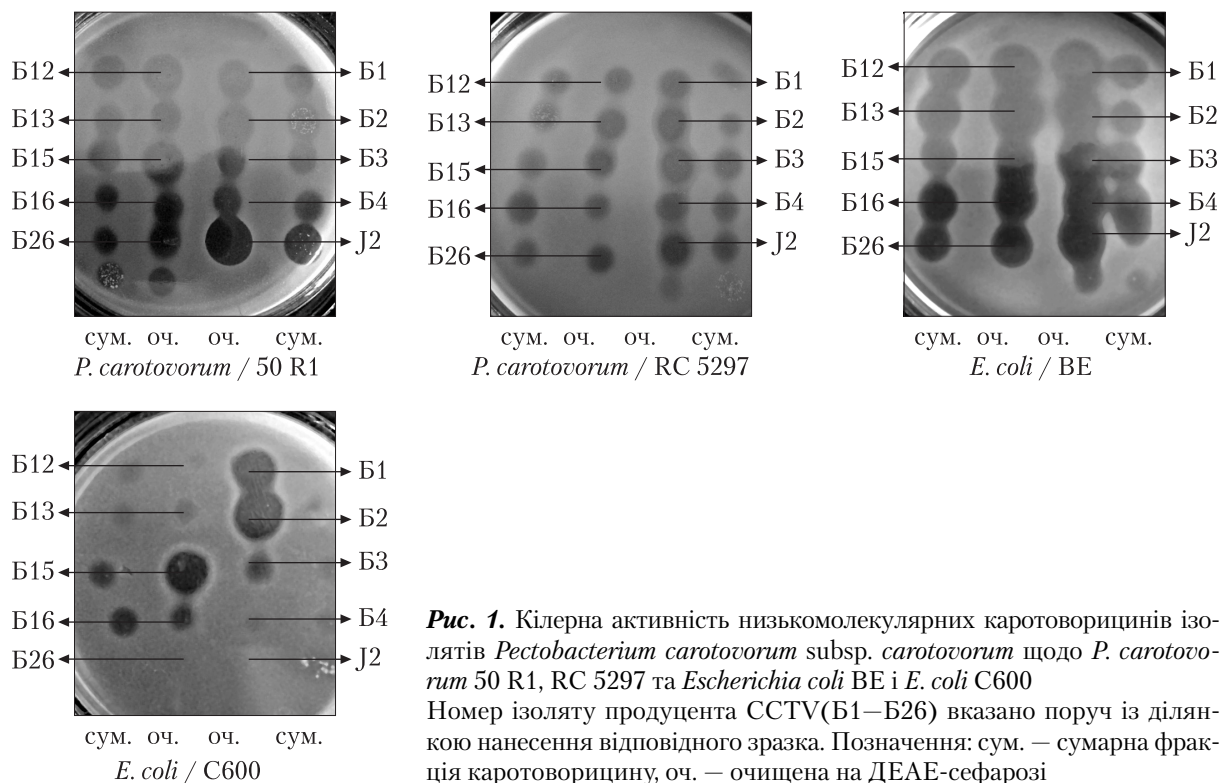 Б12 Б1
Б13 Б2
Б15 Б3
Б16 Б4
Б26 J2
сум. оч. оч. сум.
P. carotovorum / 50 R1
Б12 Б1
Б13 Б2
Б15 Б3
Б16 Б4
Б26 J2
сум. оч. оч. сум.
P. carotovorum / RC 5297
Б12 Б1
Б13 Б2
Б15 Б3
Б16 Б4
Б26 J2
сум. оч. оч. сум.
E. coli / BE
Б12 Б1
Б13 Б2
Б15 Б3
Б16 Б4
Б26 J2
сум. оч. оч. сум.
E. coli / C600
Рис. 1. Кілерна активність низькомолекулярних каротоворицинів ізо-
лятів Pectobacterium carotovorum subsp. carotovorum щодо P. carotovo-
rum 50 R1, RC 5297 та Escherichia coli BE і E. coli C600
Номер ізоляту продуцента CCTV(Б1—Б26) вказано поруч із ділян-
кою нанесення відповідного зразка. Позначення: сум. — сумарна фрак-
ція каротоворицину, оч. — очищена на ДЕАЕ-сефарозі